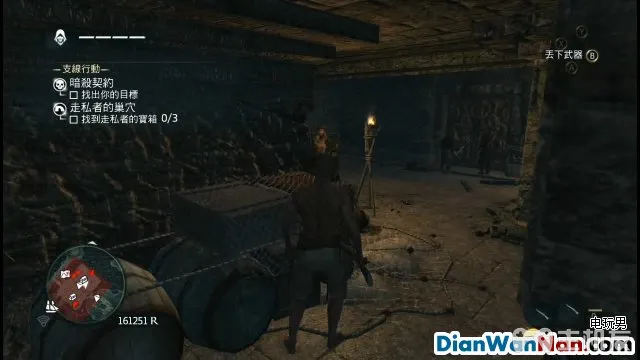 支線行動
暗殺契約
找出你的目標
走私者的巢穴
找到走私者的寶箱 0/3
丟下武器 B
Y
A
161251 R
电玩男
DianWanNan.com